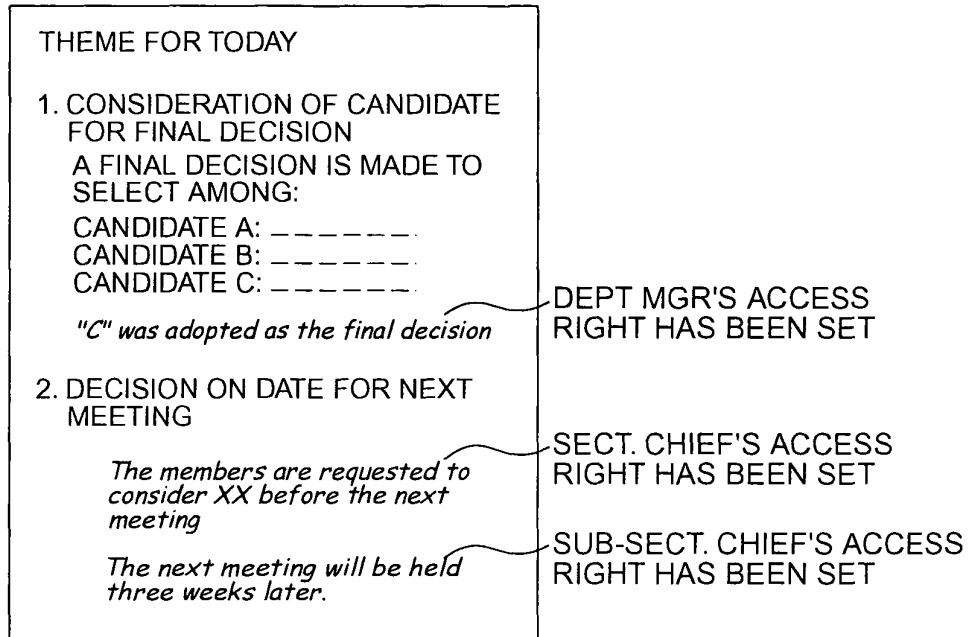 THEME FOR TODAY
1. CONSIDERATION OF CANDIDATE
FOR FINAL DECISION
A FINAL DECISION IS MADE TO
SELECT AMONG:
CANDIDATE A: _ _ _ _ _ _
CANDIDATE B: _ _ _ _ _ _
CANDIDATE C: _ _ _ _ _ _
"C" was adopted as the final decision
DEPT MGR'S ACCESS
RIGHT HAS BEEN SET
2. DECISION ON DATE FOR NEXT
MEETING
The members are requested to
consider XX before the next
meeting
SECT. CHIEF'S ACCESS
RIGHT HAS BEEN SET
The next meeting will be held
three weeks later.
SUB-SECT. CHIEF'S ACCESS
RIGHT HAS BEEN SET